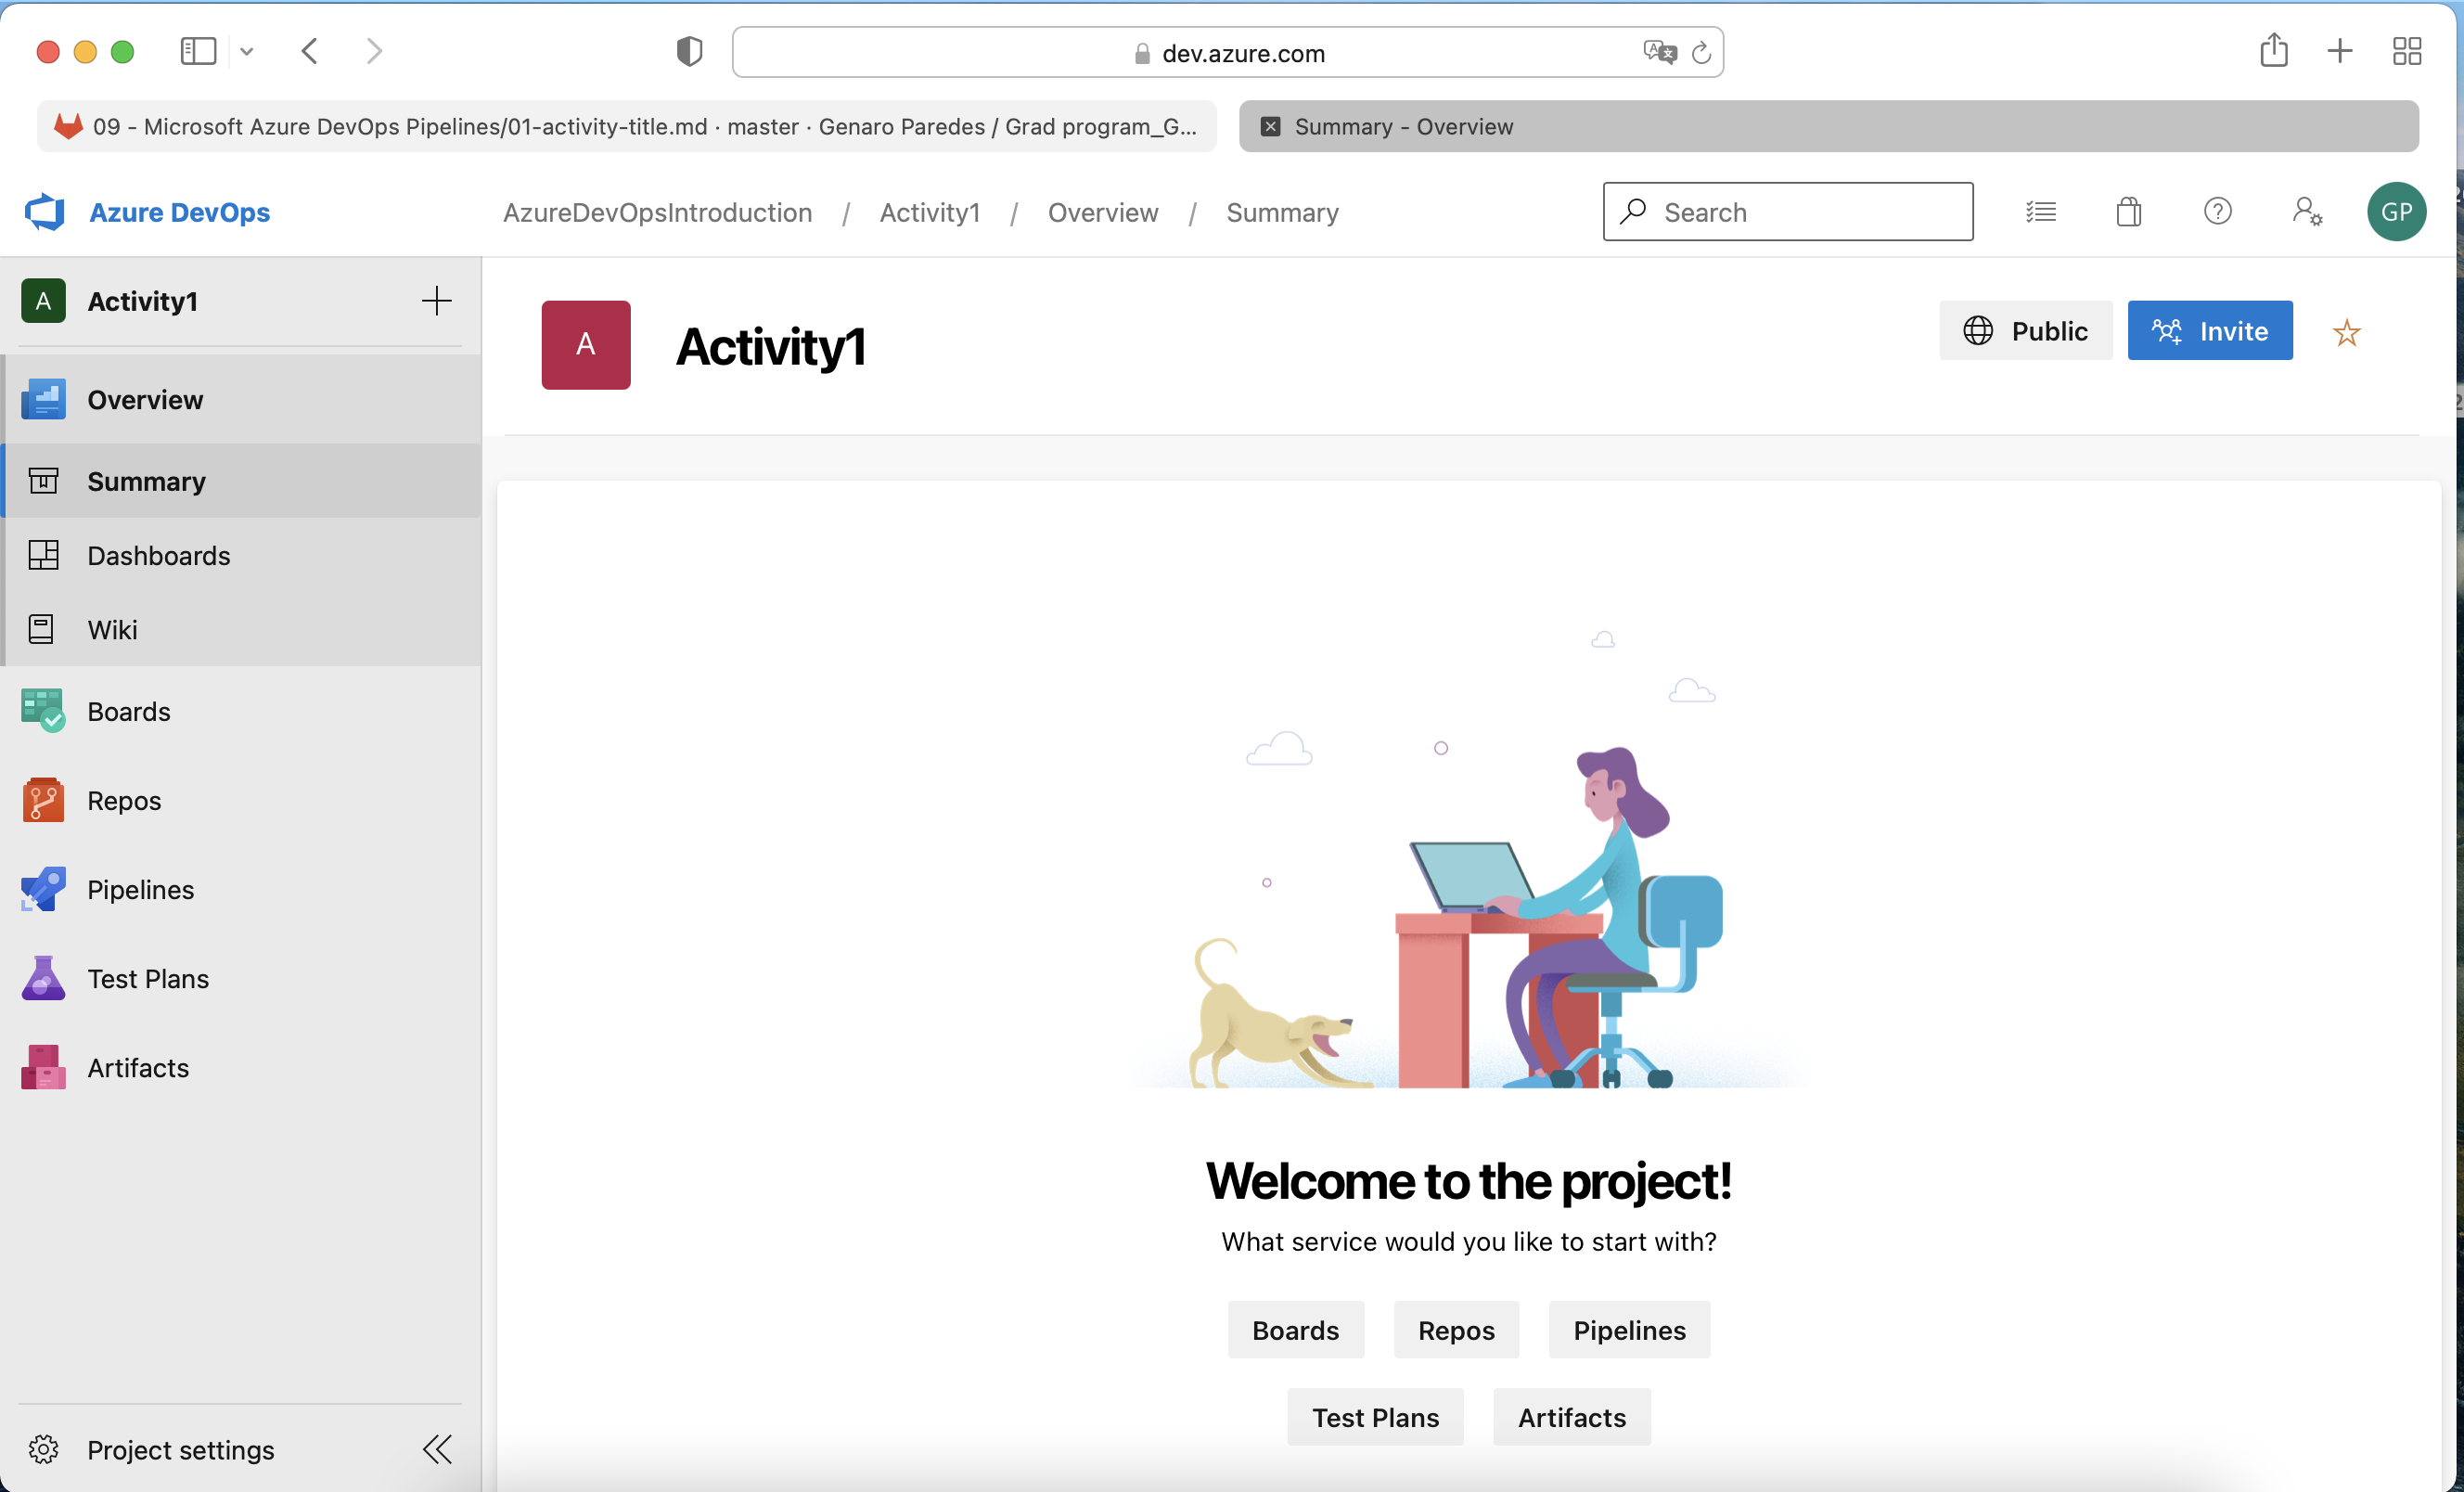 dev.azure.com
09 - Microsoft Azure DevOps Pipelines/01-activity-title.md · master · Genaro Paredes / Grad program_G...
Summary - Overview
Azure DevOps
AzureDevOpsIntroduction / Activity1 / Overview / Summary
Search
GP
A Activity1
Overview
Summary
Dashboards
Wiki
Boards
Repos
Pipelines
Test Plans
Artifacts
Project settings
A Activity1
Public
Invite
Welcome to the project!
What service would you like to start with?
Boards Repos Pipelines
Test Plans Artifacts